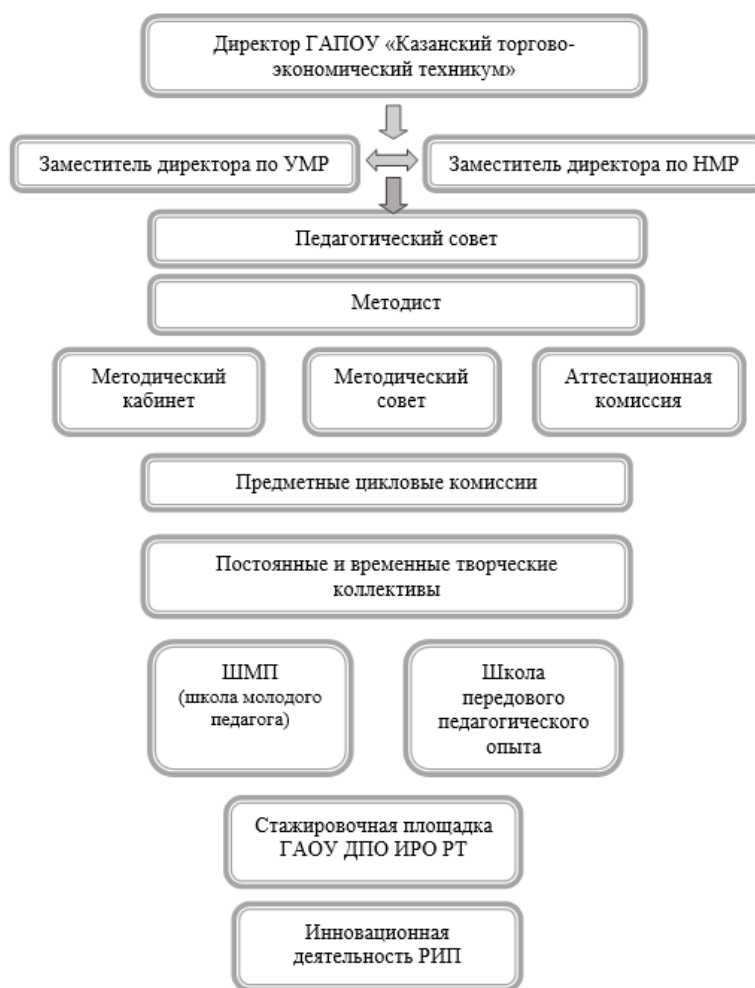 Директор ГАПОУ «Казанский торгово-
экономический техникум»
Заместитель директора по УМР
Заместитель директора по НМР
Педагогический совет
Методист
Методический
кабинет
Методический
совет
Аттестационная
комиссия
Предметные цикловые комиссии
Постоянные и временные творческие
коллективы
ШМП
(школа молодого
педагога)
Школа
передового
педагогического
опыта
Стажировочная площадка
ГАОУ ДПО ИРО РТ
Инновационная
деятельность РИП